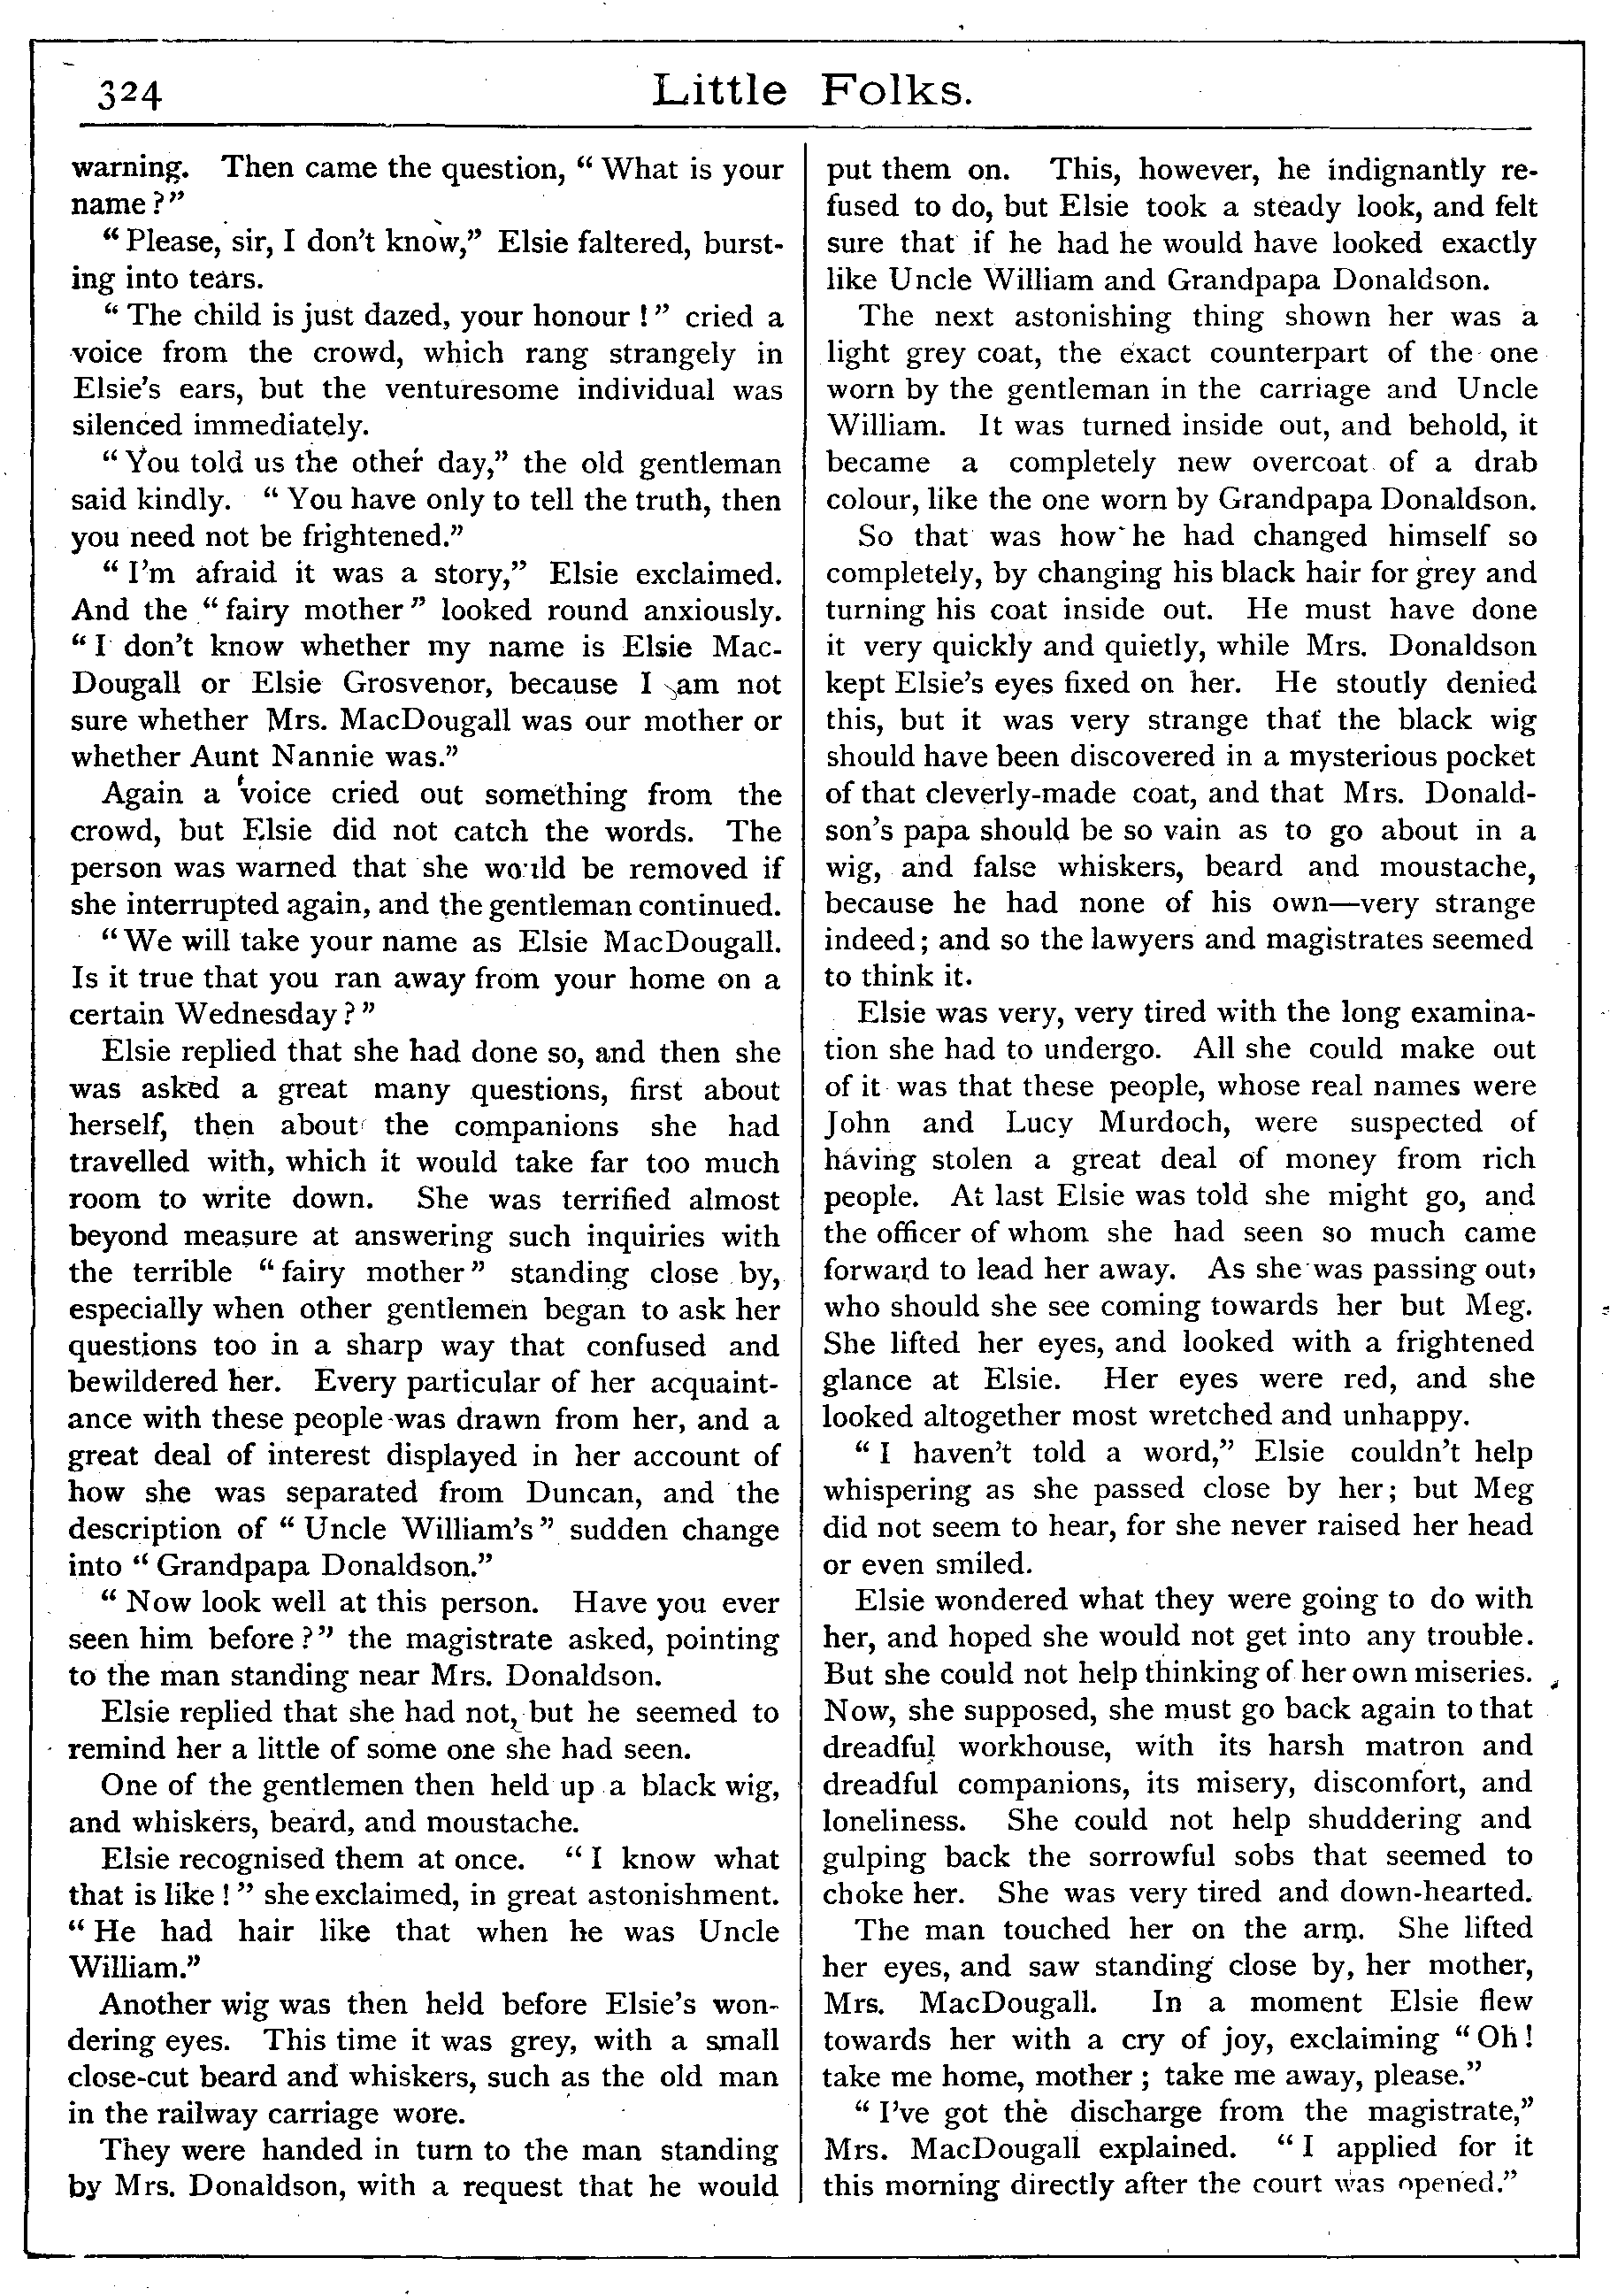 324
Little Folks.
warning. Then came the question, “ What is your
name ?”
“ Please, sir, I don’t know,” Elsie faltered, burst-
ing into tears.
“ The child is just dazed, your honour ! ” cried a
voice from the crowd, which rang strangely in
Elsie’s ears, but the venturesome individual was
silenced immediately.
“ You told us the other day,” the old gentleman
said kindly. “ You have only to tell the truth, then
you need not be frightened.”
“ I’m afraid it was a story,” Elsie exclaimed.
And the “ fairy mother ” looked round anxiously.
“ I don’t know whether my name is Elsie Mac-
Dougall or Elsie Grosvenor, because I am not
sure whether Mrs. MacDougall was our mother or
whether Aunt Nannie was.”
Again a voice cried out something from the
crowd, but Elsie did not catch the words. The
person was warned that she would be removed if
she interrupted again, and the gentleman continued.
“ We will take your name as Elsie MacDougall.
Is it true that you ran away from your home on a
certain Wednesday ? ”
Elsie replied that she had done so, and then she
was asked a great many questions, first about
herself, then about the companions she had
travelled with, which it would take far too much
room to write down. She was terrified almost
beyond measure at answering such inquiries with
the terrible “ fairy mother ” standing close by,
especially when other gentlemen began to ask her
questions too in a sharp way that confused and
bewildered her. Every particular of her acquaint-
ance with these people was drawn from her, and a
great deal of interest displayed in her account of
how she was separated from Duncan, and the
description of “ Uncle William’s ” sudden change
into “ Grandpapa Donaldson.”
“ Now look well at this person. Have you ever
seen him before ? ” the magistrate asked, pointing
to the man standing near Mrs. Donaldson.
Elsie replied that she had not, but he seemed to
remind her a little of some one she had seen.
One of the gentlemen then held up a black wig,
and whiskers, beard, and moustache.
Elsie recognised them at once. “ I know what
that is like ! ” she exclaimed, in great astonishment.
“ He had hair like that when he was Uncle
William.”
Another wig was then held before Elsie’s won-
dering eyes. This time it was grey, with a small
close-cut beard and whiskers, such as the old man
in the railway carriage wore.
They were handed in turn to the man standing
by Mrs. Donaldson, with a request that he would
put them on. This, however, he indignantly re-
fused to do, but Elsie took a steady look, and felt
sure that if he had he would have looked exactly
like Uncle William and Grandpapa Donaldson.
The next astonishing thing shown her was a
light grey coat, the exact counterpart of the one
worn by the gentleman in the carriage and Uncle
William. It was turned inside out, and behold, it
became a completely new overcoat of a drab
colour, like the one worn by Grandpapa Donaldson.
So that was how he had changed himself so
completely, by changing his black hair for grey and
turning his coat inside out. He must have done
it very quickly and quietly, while Mrs. Donaldson
kept Elsie’s eyes fixed on her. He stoutly denied
this, but it was very strange that the black wig
should have been discovered in a mysterious pocket
of that cleverly-made coat, and that Mrs. Donald-
son’s papa should be so vain as to go about in a
wig, and false whiskers, beard and moustache,
because he had none of his own—very strange
indeed ; and so the lawyers and magistrates seemed
to think it.
Elsie was very, very tired with the long examina-
tion she had to undergo. All she could make out
of it was that these people, whose real names were
John and Lucy Murdoch, were suspected of
having stolen a great deal of money from rich
people. At last Elsie was told she might go, and
the officer of whom she had seen so much came
forward to lead her away. As she was passing out,
who should she see coming towards her but Meg.
She lifted her eyes, and looked with a frightened
glance at Elsie. Her eyes were red, and she
looked altogether most wretched and unhappy.
“ I haven’t told a word,” Elsie couldn’t help
whispering as she passed close by her ; but Meg
did not seem to hear, for she never raised her head
or even smiled.
Elsie wondered what they were going to do with
her, and hoped she would not get into any trouble.
But she could not help thinking of her own miseries.
Now, she supposed, she must go back again to that
dreadful workhouse, with its harsh matron and
dreadful companions, its misery, discomfort, and
loneliness. She could not help shuddering and
gulping back the sorrowful sobs that seemed to
choke her. She was very tired and down-hearted.
The man touched her on the arm. She lifted
her eyes, and saw standing close by, her mother,
Mrs. MacDougall. In a moment Elsie flew
towards her with a cry of joy, exclaiming “ Oh !
take me home, mother ; take me away, please.”
“ I’ve got the discharge from the magistrate,”
Mrs. MacDougall explained. “ I applied for it
this morning directly after the court was opened.”